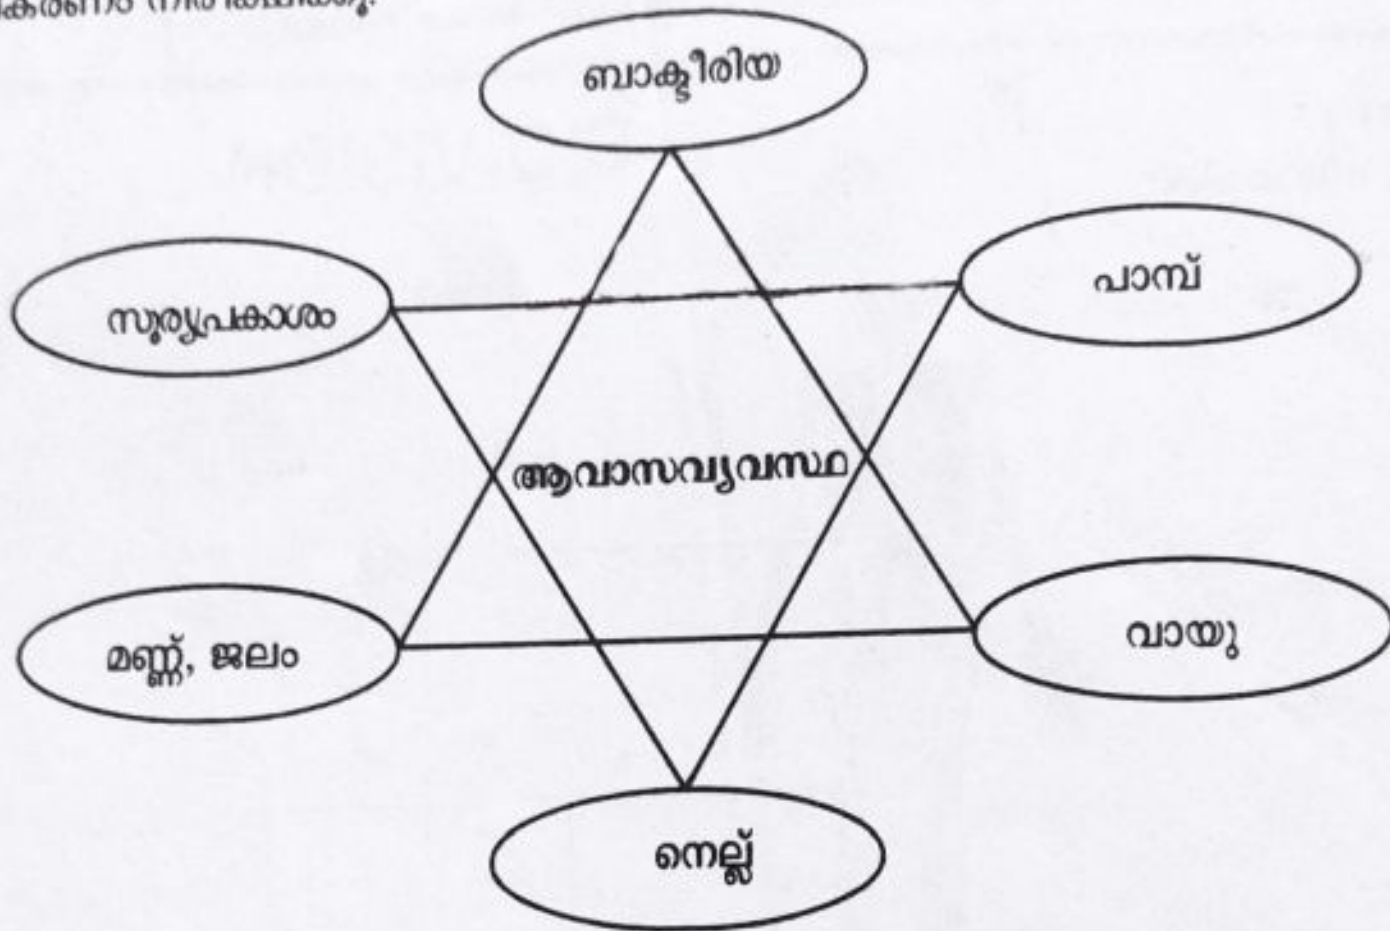 ബാക്ടീരിയ
സൂര്യപ്രകാശം
പാമ്പ്
ആവാസവ്യവസ്ഥ
മണ്ണ്, ജലം
വായു
നെല്ല്